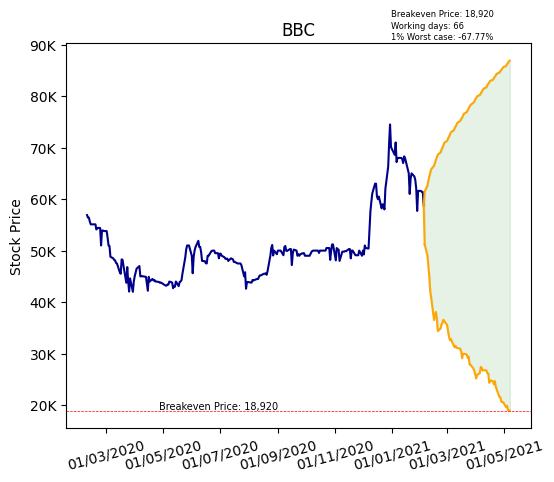 Breakeven Price: 18,920
Working days: 66
1% Worst case: -67.77%
BBC
90K
80K
70K
60K
50K
40K
30K
20K
Stock Price
Breakeven Price: 18,920
01/03/2020 01/05/2020 01/07/2020 01/09/2020 01/11/2020 01/01/2021 01/03/2021 01/05/2021